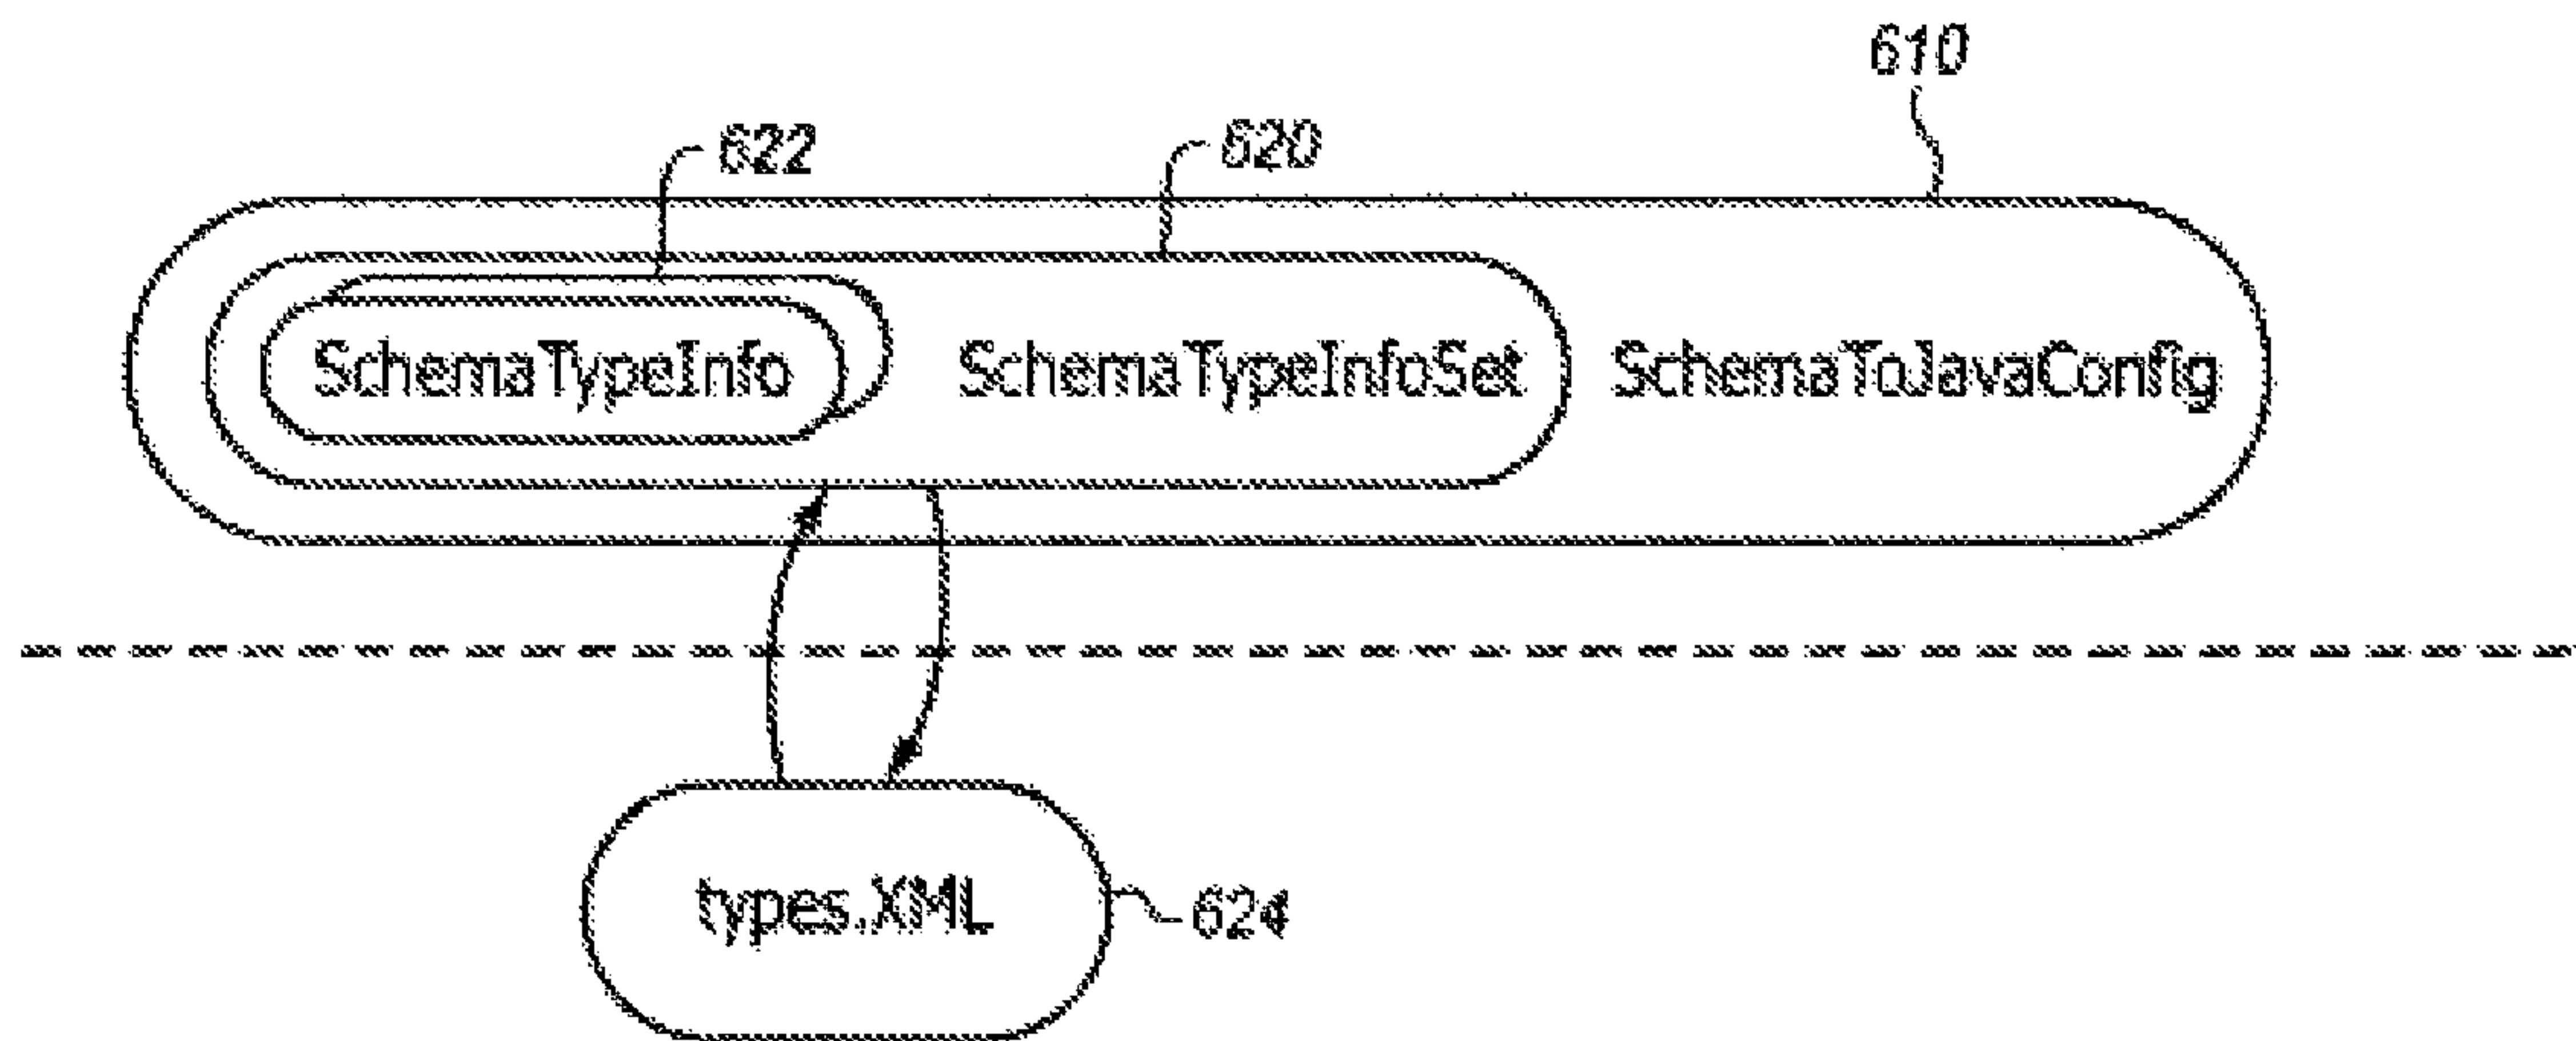 610
622
620
SchemaTypeInfo
SchemaTypeInfoSet
SchemaToJavaConfig
types.XML
624